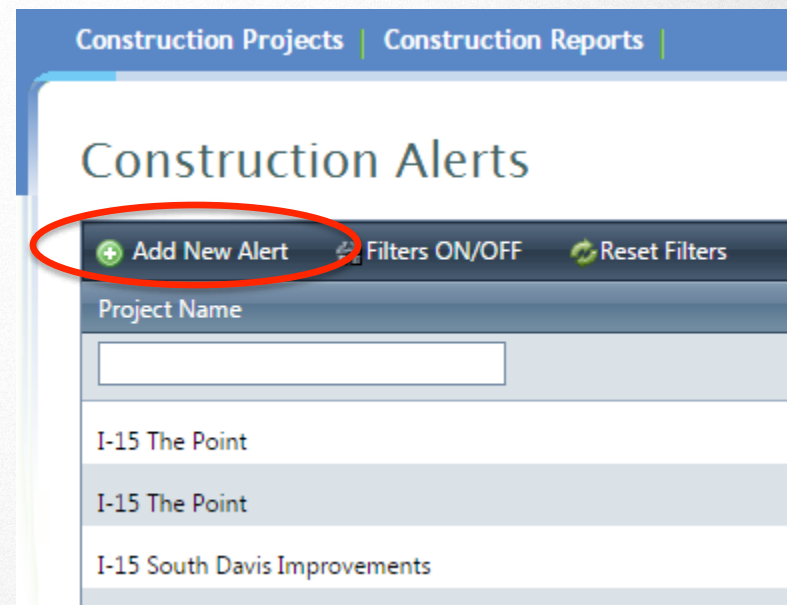 Construction Projects | Construction Reports |
Construction Alerts
Add New Alert Filters ON/OFF Reset Filters
Project Name
I-15 The Point
I-15 The Point
I-15 South Davis Improvements